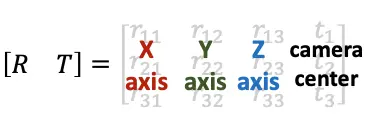 [R T] = [r11 r12 r13 t1
X Y Z camera
r21 r22 r23 t2
axis axis axis center
r31 r32 r33 t3]